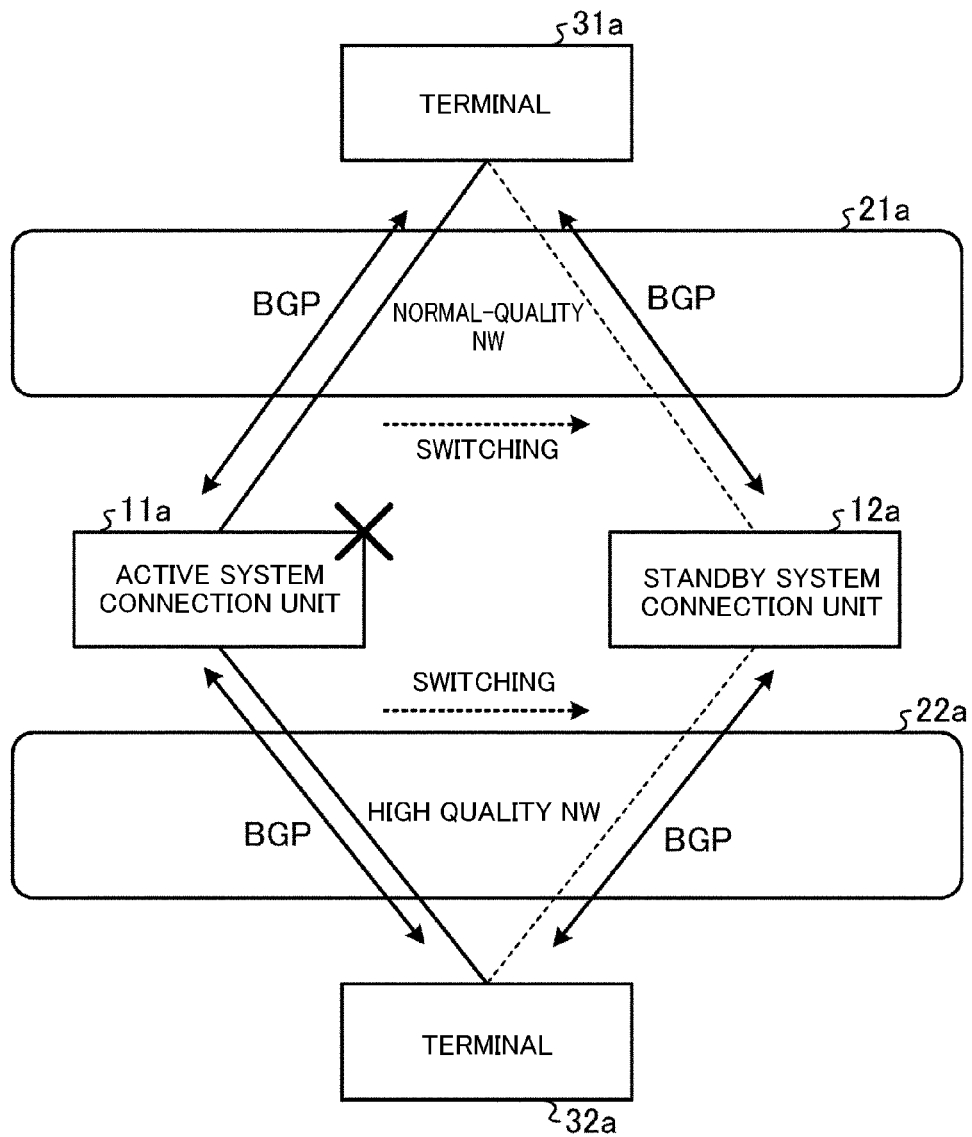 31a
TERMINAL
21a
BGP
NORMAL-QUALITY
NW
BGP
SWITCHING
11a
ACTIVE SYSTEM
CONNECTION UNIT
12a
STANDBY SYSTEM
CONNECTION UNIT
SWITCHING
22a
HIGH QUALITY NW
BGP
BGP
TERMINAL
32a